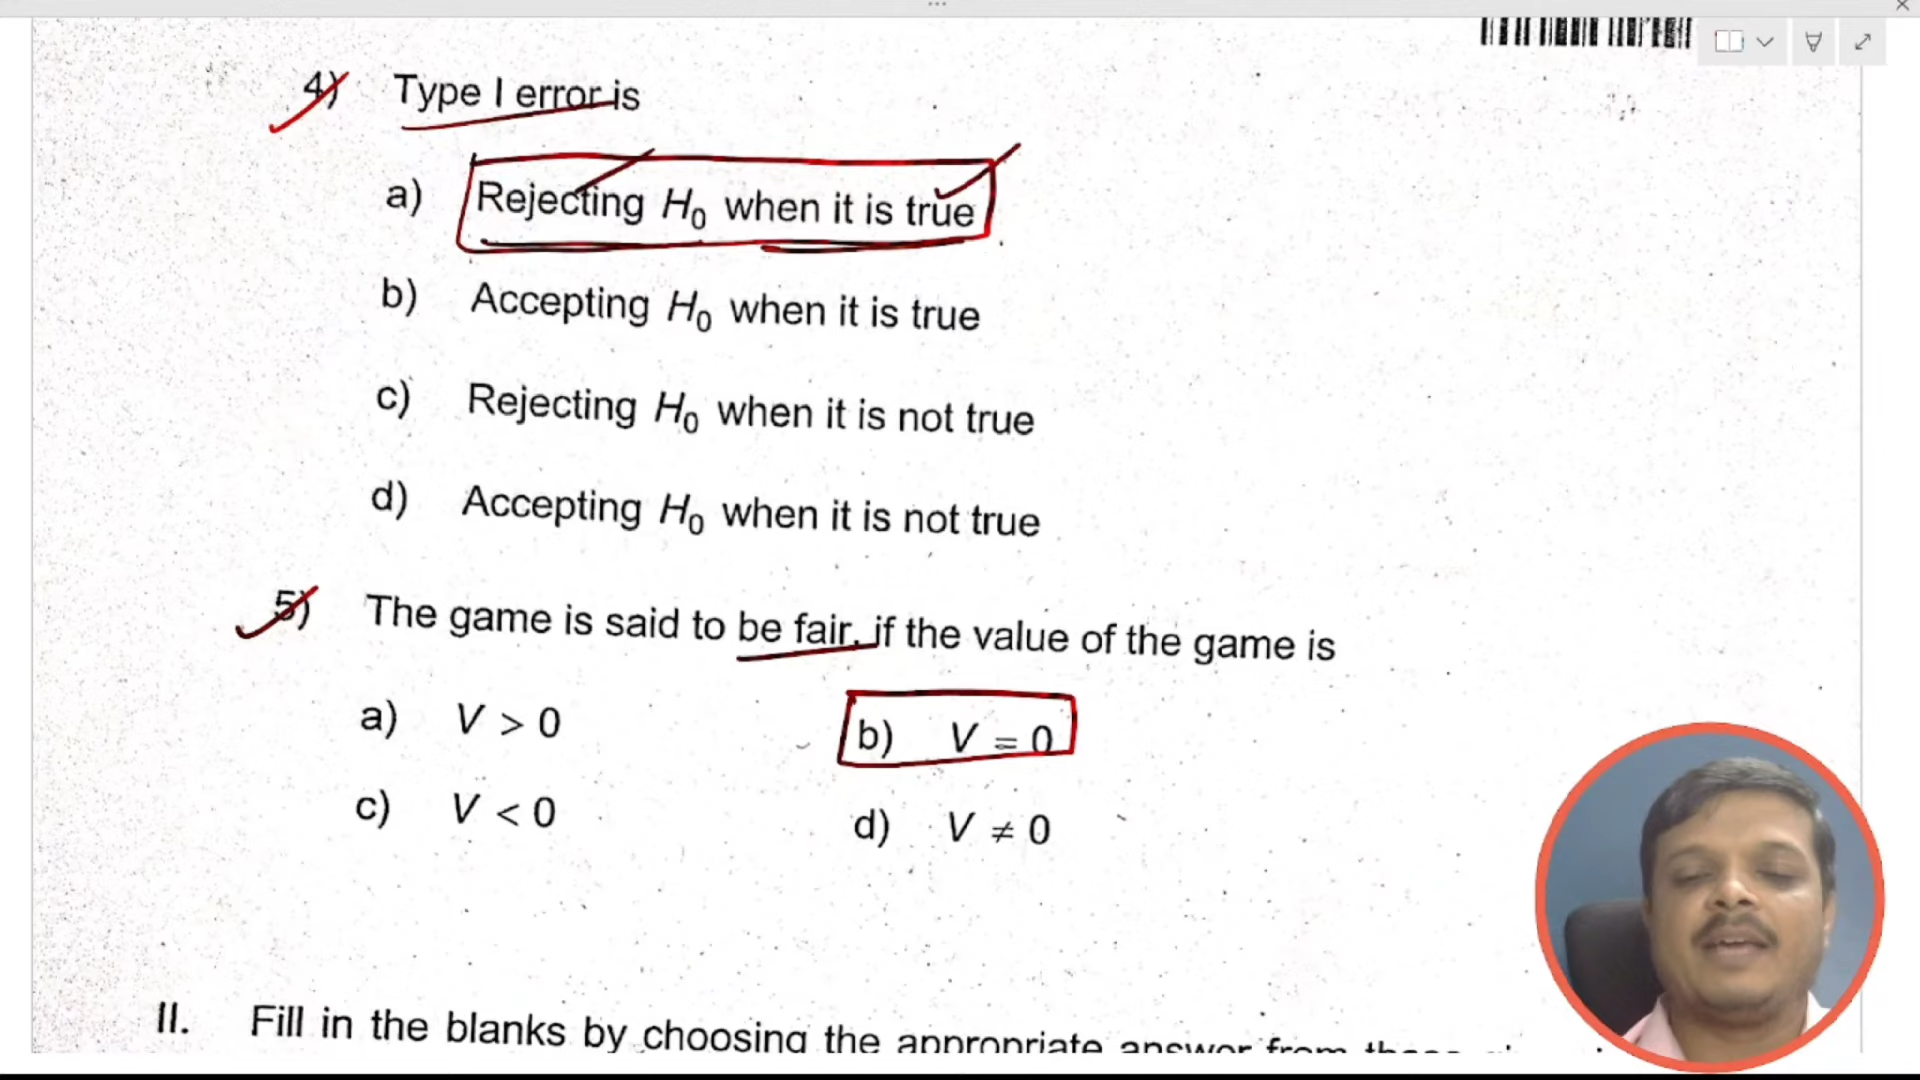 4) Type I error is
a) Rejecting H₀ when it is true
b) Accepting H₀ when it is true
c) Rejecting H₀ when it is not true
d) Accepting H₀ when it is not true
5) The game is said to be fair, if the value of the game is
a) V > 0 b) V = 0
c) V < 0 d) V ≠ 0
II. Fill in the blanks by choosing the appropriate answer from those